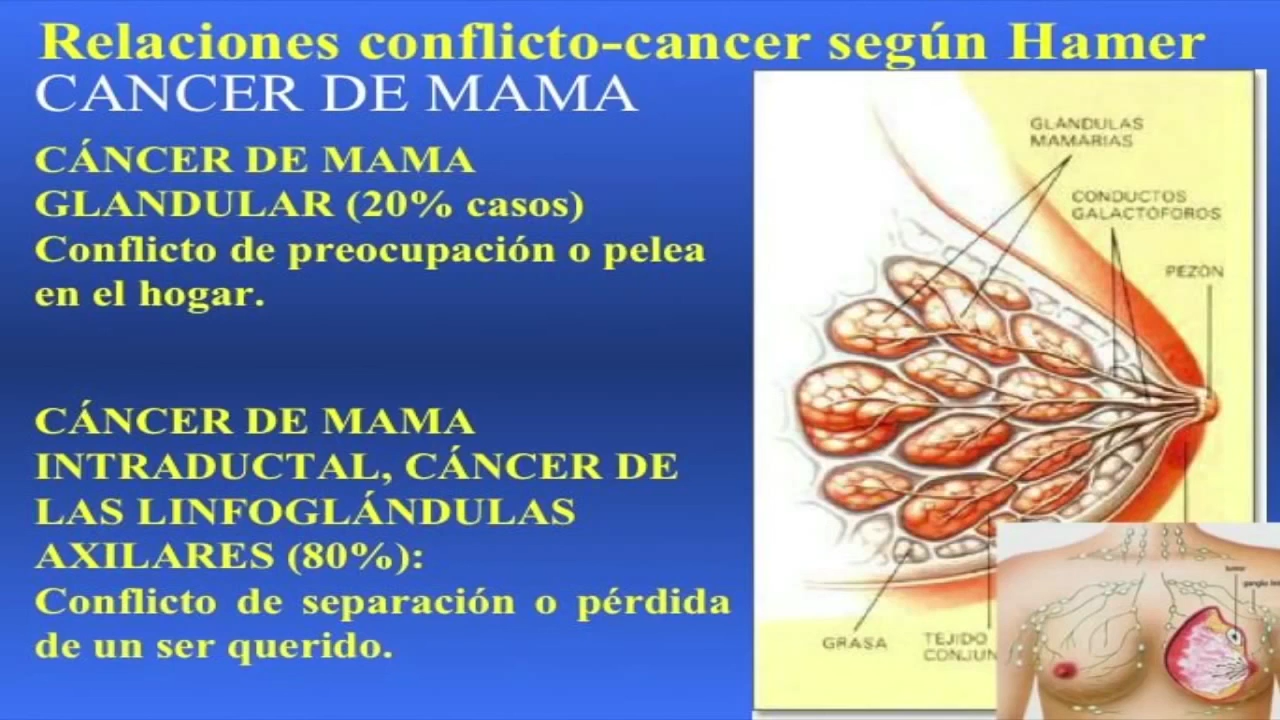 Relaciones conflicto-cancer según Hamer
CANCER DE MAMA
CÁNCER DE MAMA
GLANDULAR (20% casos)
Conflicto de preocupación o pelea
en el hogar.
CÁNCER DE MAMA
INTRADUCTAL, CÁNCER DE
LAS LINFOGLÁNDULAS
AXILARES (80%):
Conflicto de separación o pérdida
de un ser querido.
GLÁNDULAS
MAMARIAS
CONDUCTOS
GALACTÓFOROS
PEZÓN
GRASA
TEJIDO
CONJUN
tumor